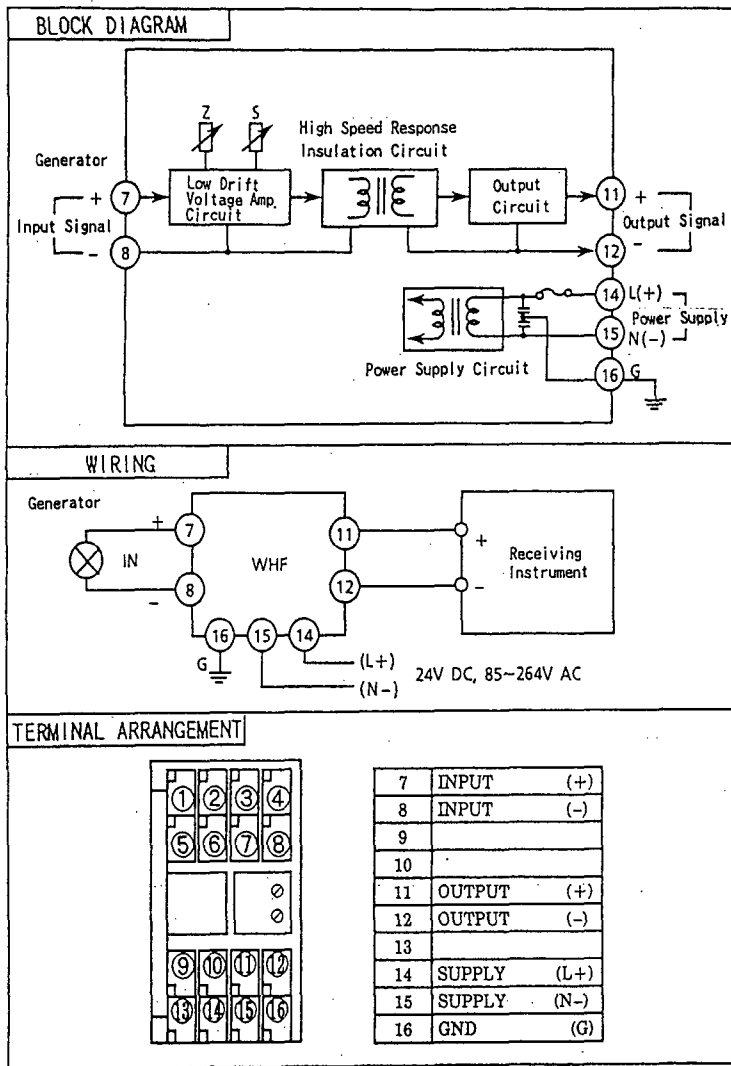 BLOCK DIAGRAM
Z S
High Speed Response
Insulation Circuit
Generator
Low Drift
Voltage Amp
Circuit
Output
Circuit
+ 7
11 +
Input Signal
Output Signal
- 8
12 -
14 L(+)
Power Supply
15 N(-)
Power Supply Circuit
16 G
WIRING
Generator
+ 7
11
+
IN
WHF
Receiving
Instrument
- 8
12
-
16 15 14
G
(L+)
24V DC, 85~264V AC
(N-)
TERMINAL ARRANGEMENT
1 2 3 4
5 6 7 8
9 10 11 12
13 14 15 16
7 INPUT (+)
8 INPUT (-)
9
10
11 OUTPUT (+)
12 OUTPUT (-)
13
14 SUPPLY (L+)
15 SUPPLY (N-)
16 GND (G)